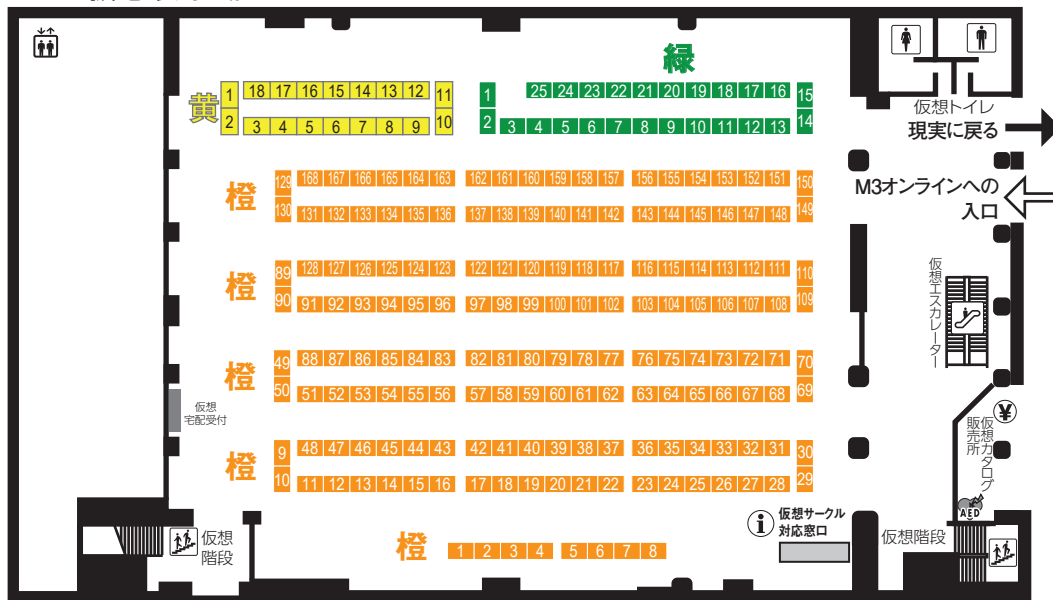 緑
黄
1
18 17 16 15 14 13 12
11
2
3 4 5 6 7 8 9
10
1
25 24 23 22 21 20 19 18 17 16
15
2
3 4 5 6 7 8 9 10 11 12 13
14
仮想トイレ
現実に戻る
M3オンラインへの
入口
橙
129
168 167 166 165 164 163 162 161 160 159 158 157 156 155 154 153 152 151
150
130
131 132 133 134 135 136 137 138 139 140 141 142 143 144 145 146 147 148
149
橙
89
128 127 126 125 124 123 122 121 120 119 118 117 116 115 114 113 112 111
110
90
91 92 93 94 95 96 97 98 99 100 101 102 103 104 105 106 107 108
109
仮想エスカレーター
橙
49
88 87 86 85 84 83 82 81 80 79 78 77 76 75 74 73 72 71
70
50
51 52 53 54 55 56 57 58 59 60 61 62 63 64 65 66 67 68
69
仮想
宅配受付
¥
仮想カタログ
販売所
橙
9
48 47 46 45 44 43 42 41 40 39 38 37 36 35 34 33 32 31
30
10
11 12 13 14 15 16 17 18 19 20 21 22 23 24 25 26 27 28
29
AED
i
仮想サークル
対応窓口
仮想
階段
仮想階段
橙
1 2 3 4 5 6 7 8